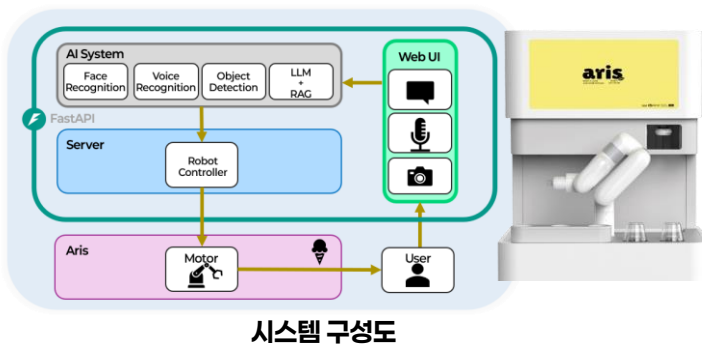 AI System
Face
Recognition
Voice
Recognition
Object
Detection
LLM
+
RAG
Web UI
FastAPI
Server
Robot
Controller
Aris
Motor
User
aris
시스템 구성도